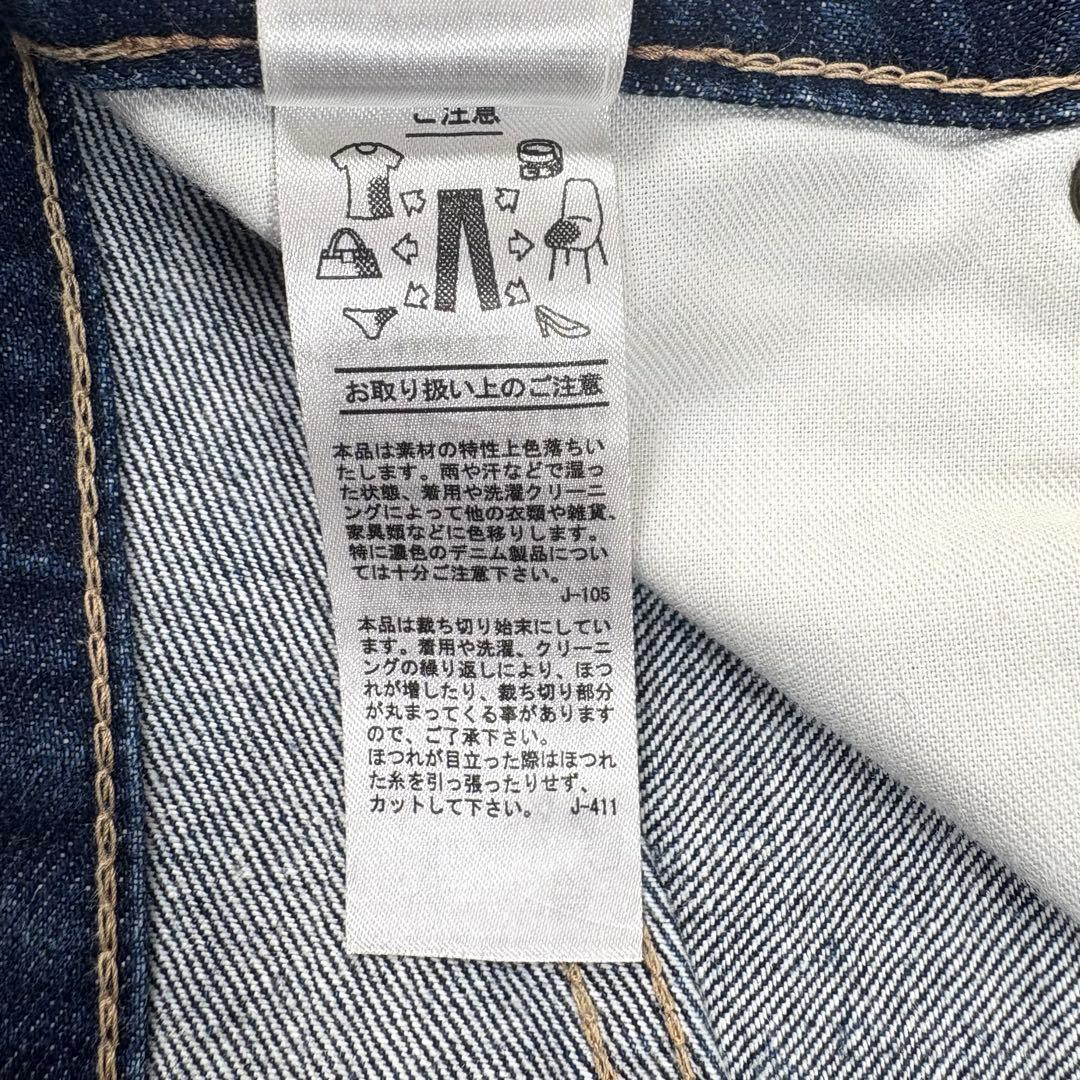 ご注意
お取り扱い上のご注意
本品は素材の特性上色落ちい
たします。雨や汗などで湿っ
た状態、着用や洗濯クリーニ
ングによって他の衣類や雑貨、
家具類などに色移りします。
特に濃色のデニム製品につい
ては十分ご注意下さい。
J-105
本品は裁ち切り始末にしてい
ます。着用や洗濯、クリーニ
ングの繰り返しにより、ほつ
れが増したり、裁ち切り部分
が丸まってくる事があります
ので、ご了承下さい。
ほつれが目立った際はほつれ
た糸を引っ張ったりせず、
カットして下さい。 J-411